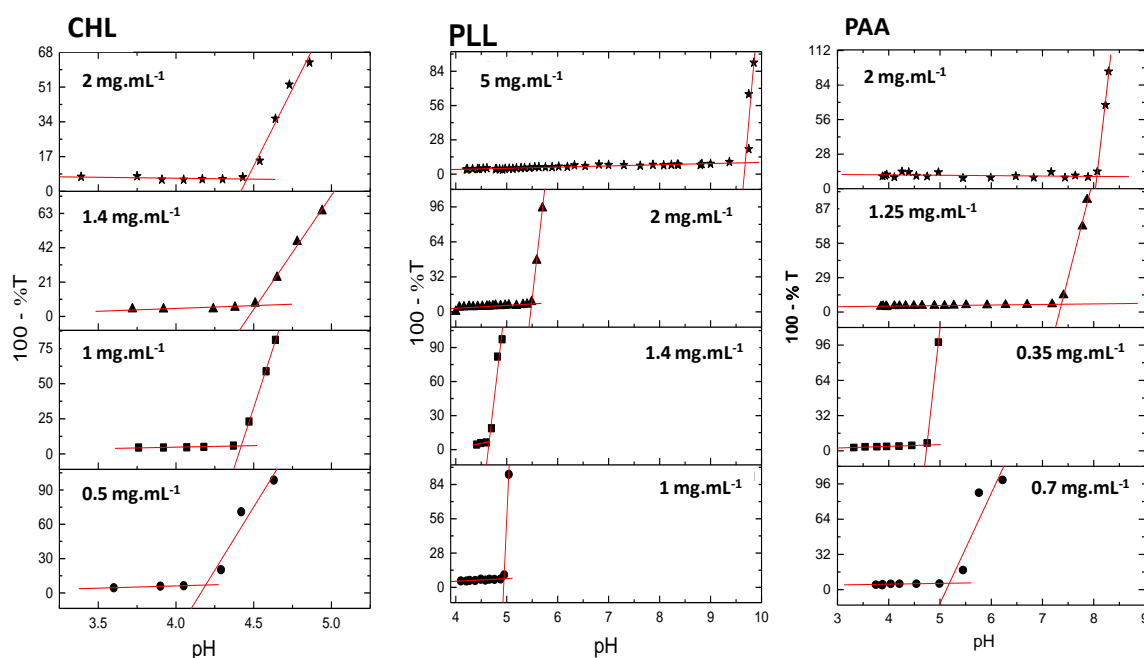 CHL
100 - %T
68
51
34
17
0
2 mg.mL-1
63
42
21
0
1.4 mg.mL-1
75
50
25
0
1 mg.mL-1
90
60
30
0
0.5 mg.mL-1
3.5 4.0 4.5 5.0
pH
PLL
100 - %T
84
56
28
0
5 mg.mL-1
96
64
32
0
2 mg.mL-1
90
60
30
0
1.4 mg.mL-1
84
56
28
0
1 mg.mL-1
4 5 6 7 8 9 10
pH
PAA
100 - % T
112
84
56
28
0
2 mg.mL-1
87
58
29
0
1.25 mg.mL-1
96
64
32
0
0.35 mg.mL-1
96
64
32
0
0.7 mg.mL-1
3 4 5 6 7 8 9
pH